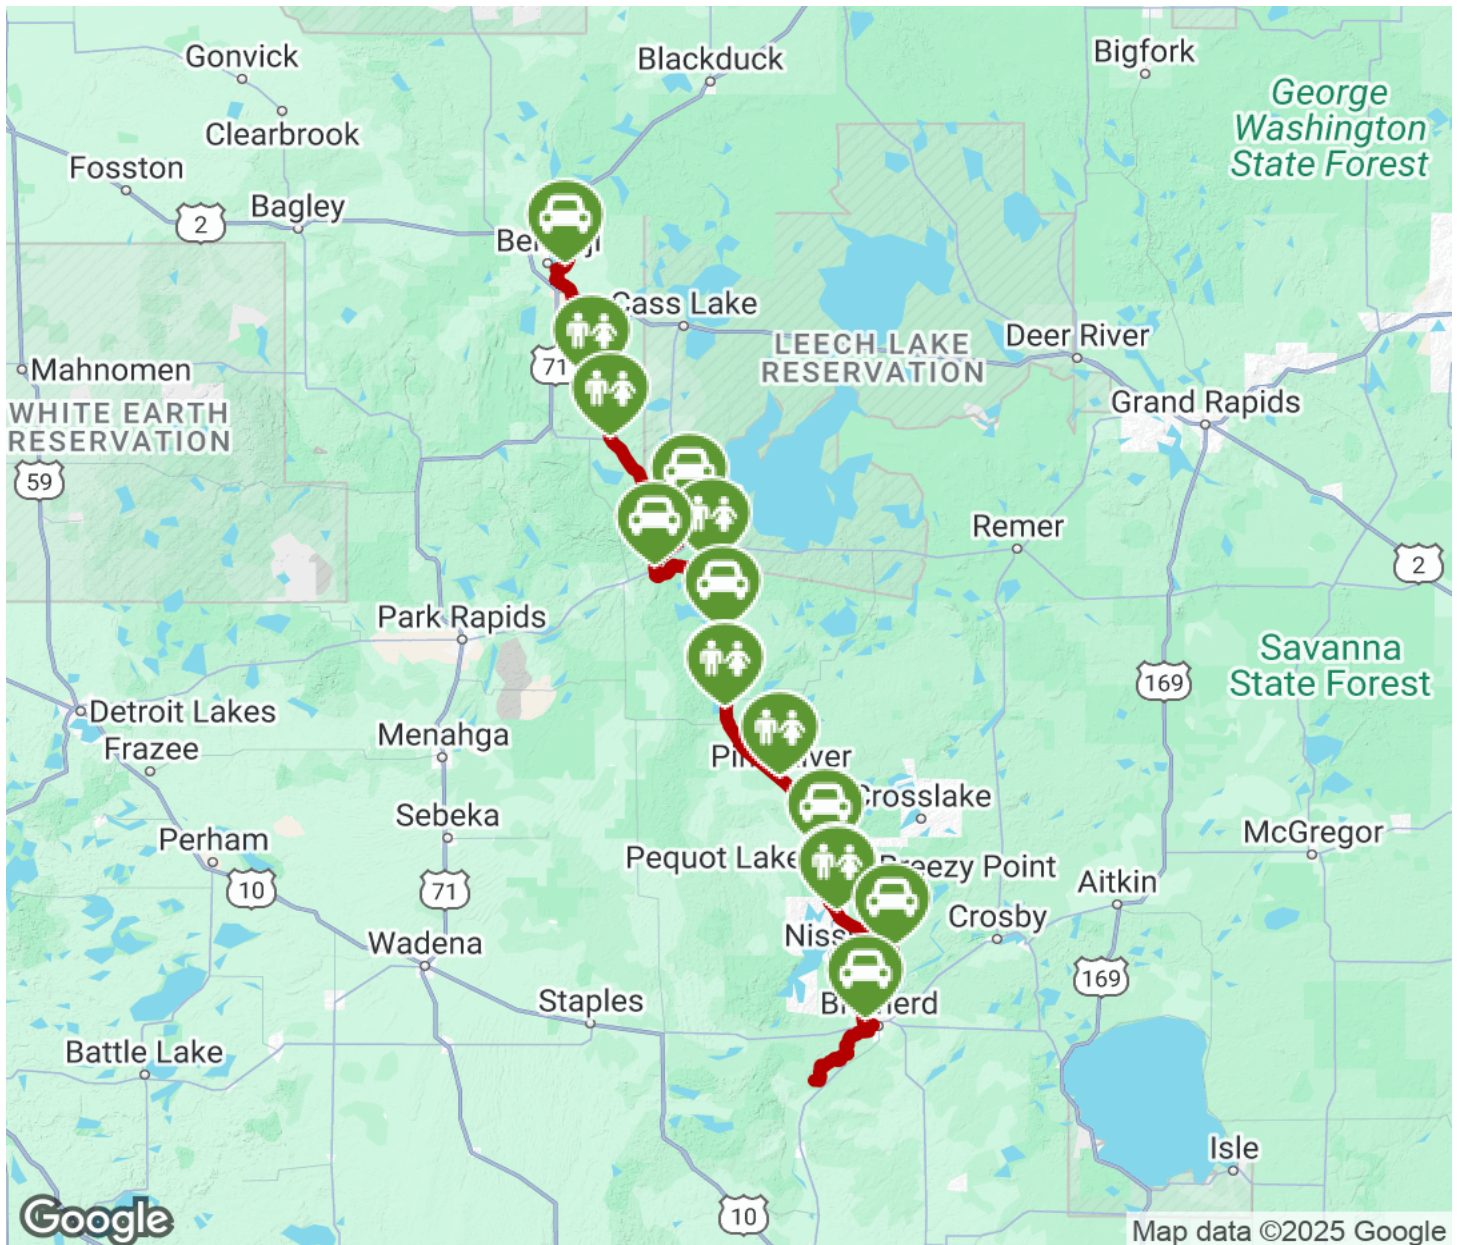 Gonvick
Blackduck
Bigfork
George
Washington
State Forest
Clearbrook
Fosston
2
Bagley
Cass Lake
LEECH LAKE
RESERVATION
Deer River
71
Mahnomen
WHITE EARTH
RESERVATION
Grand Rapids
59
Remer
2
Park Rapids
Savanna
State Forest
169
Detroit Lakes
Frazee
Menahga
Crosslake
Sebeka
McGregor
Perham
Pequot Lake
Breezy Point
Aitkin
10
71
Crosby
Wadena
169
Staples
Battle Lake
Isle
10
Google
Map data ©2025 Google